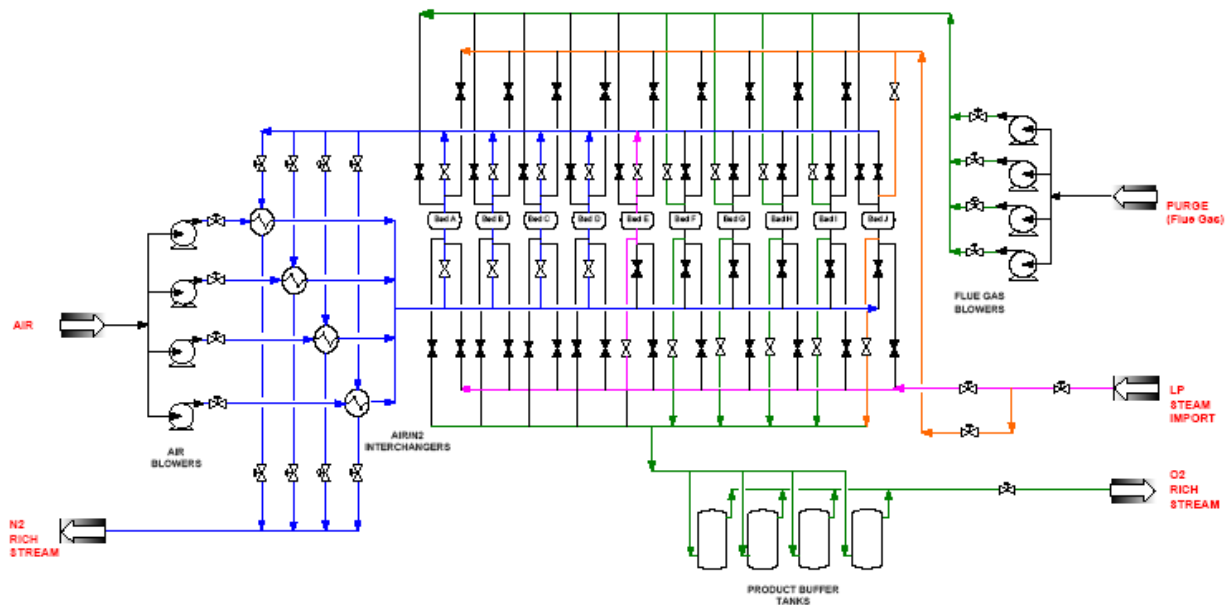 Bed A
Bed B
Bed C
Bed D
Bed E
Bed F
Bed G
Bed H
Bed I
Bed J
PURGE
(Flue Gas)
FLUE GAS
BLOWERS
AIR
LP
STEAM
IMPORT
AIR/N2
INTERCHANGERS
AIR
BLOWERS
O2
RICH
STREAM
N2
RICH
STREAM
PRODUCT BUFFER
TANKS